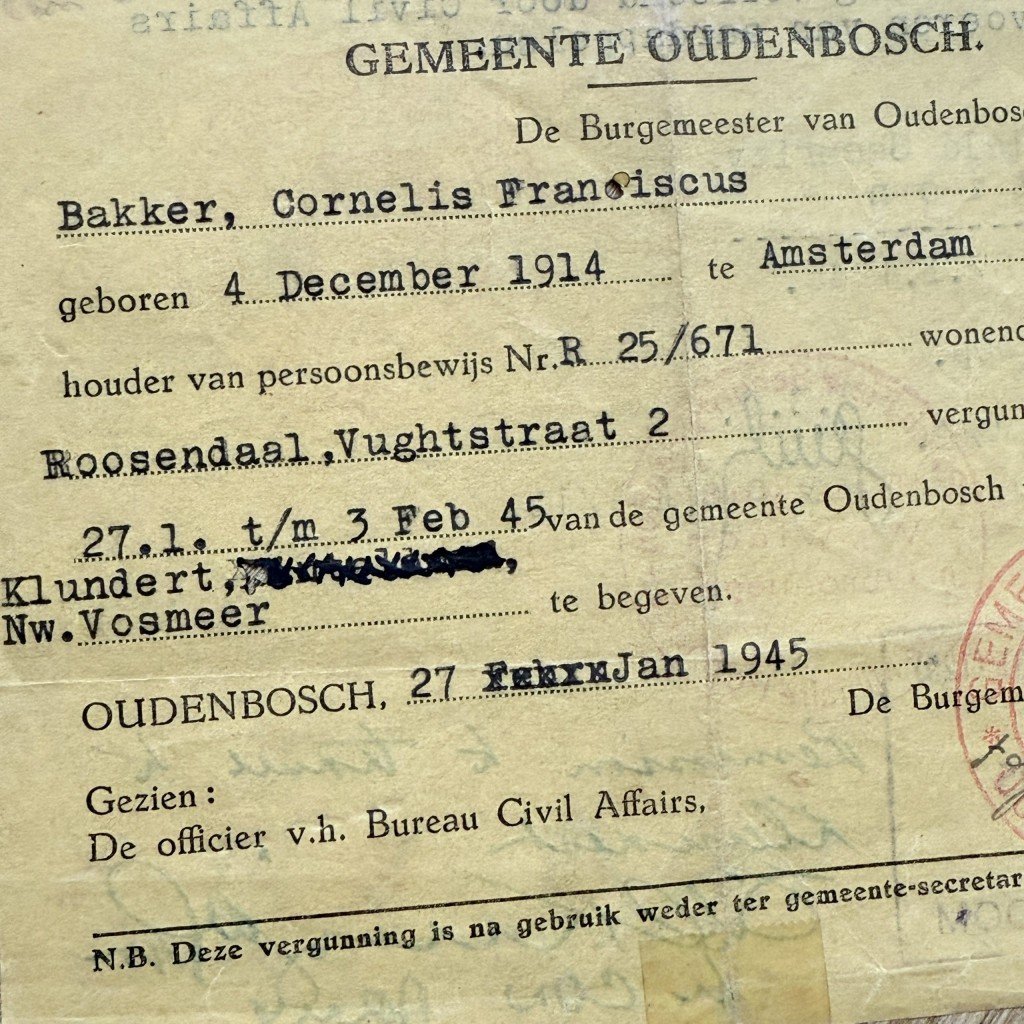 GEMEENTE OUDENBOSCH.
De Burgemeester van Oudenbosc
Bakker, Cornelis Franciscus
geboren 4 December 1914 te Amsterdam
houder van persoonsbewijs Nr. R 25/671 wonend
Roosendaal, Vughtstraat 2 vergun
27.1. t/m 3 Feb 45 van de gemeente Oudenbosch
Klundert,
Nw. Vosmeer te begeven.
OUDENBOSCH, 27 Jan 1945
De Burgem
Gezien:
De officier v.h. Bureau Civil Affairs,
N.B. Deze vergunning is na gebruik weder ter gemeente-secretar
GEME